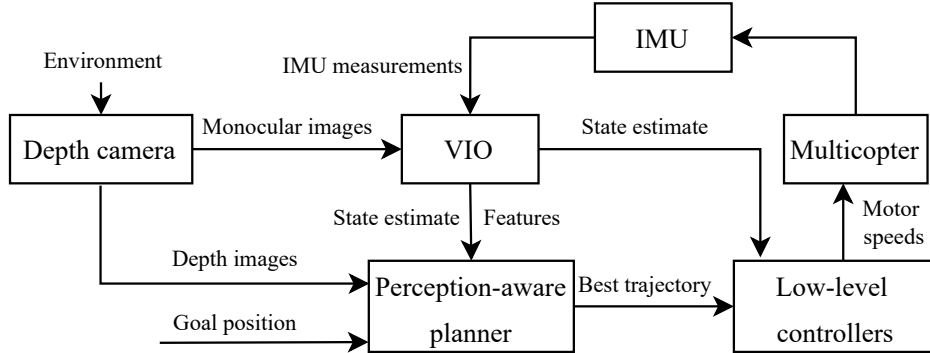 IMU
Environment
IMU measurements
Monocular images
State estimate
Depth camera
VIO
Multicopter
State estimate
Features
Motor
speeds
Depth images
Perception-aware
planner
Best trajectory
Low-level
controllers
Goal position